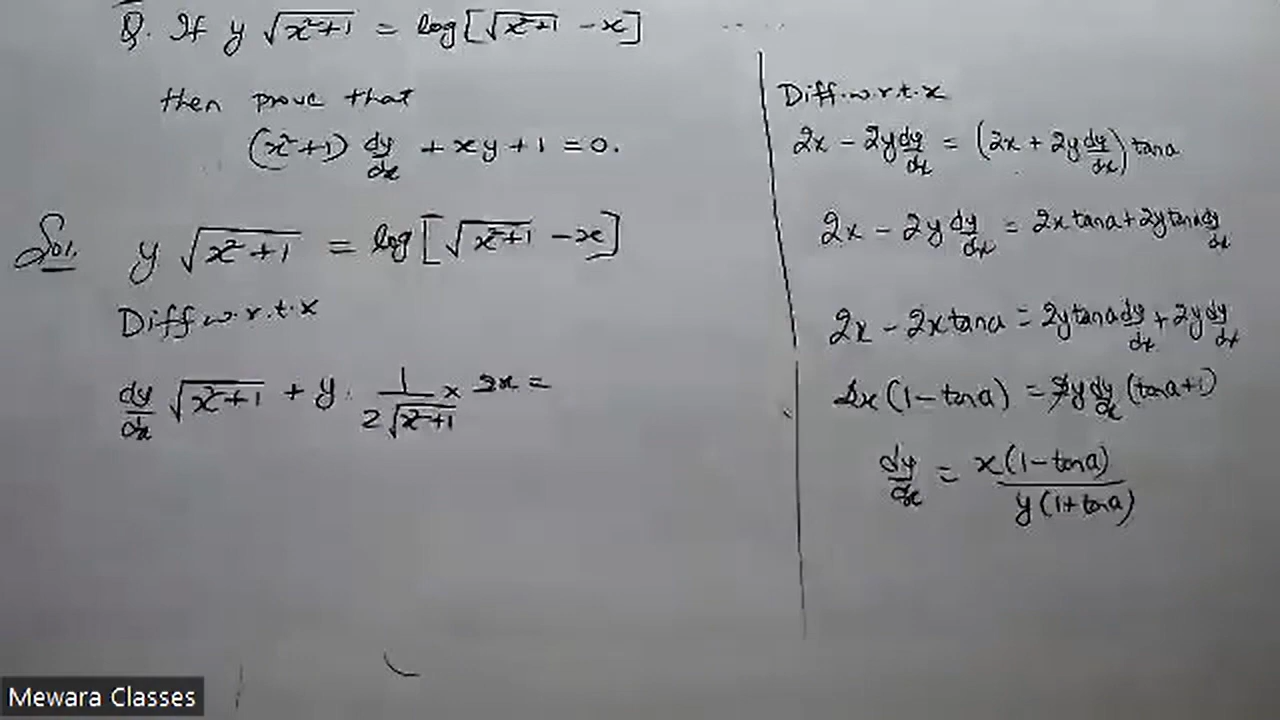 Q. If y √x²+1 = log[√x²+1 - x]
then prove that
(x²+1) dy/dx + xy + 1 = 0.
Sol. y √x²+1 = log[√x²+1 - x]
Diff w.r.t. x
dy/dx √x²+1 + y. 1/2√x²+1 × 2x =
Diff. w.r.t. x
2x - 2y dy/dx = (2x + 2y dy/dx) tan a
2x - 2y dy/dx = 2x tan a + 2y tan a dy/dx
2x - 2x tan a = 2y tan a dy/dx + 2y dy/dx
2x (1 - tan a) = 2y dy/dx (tan a + 1)
dy/dx = x(1 - tan a)/y(1 + tan a)
Mewara Classes